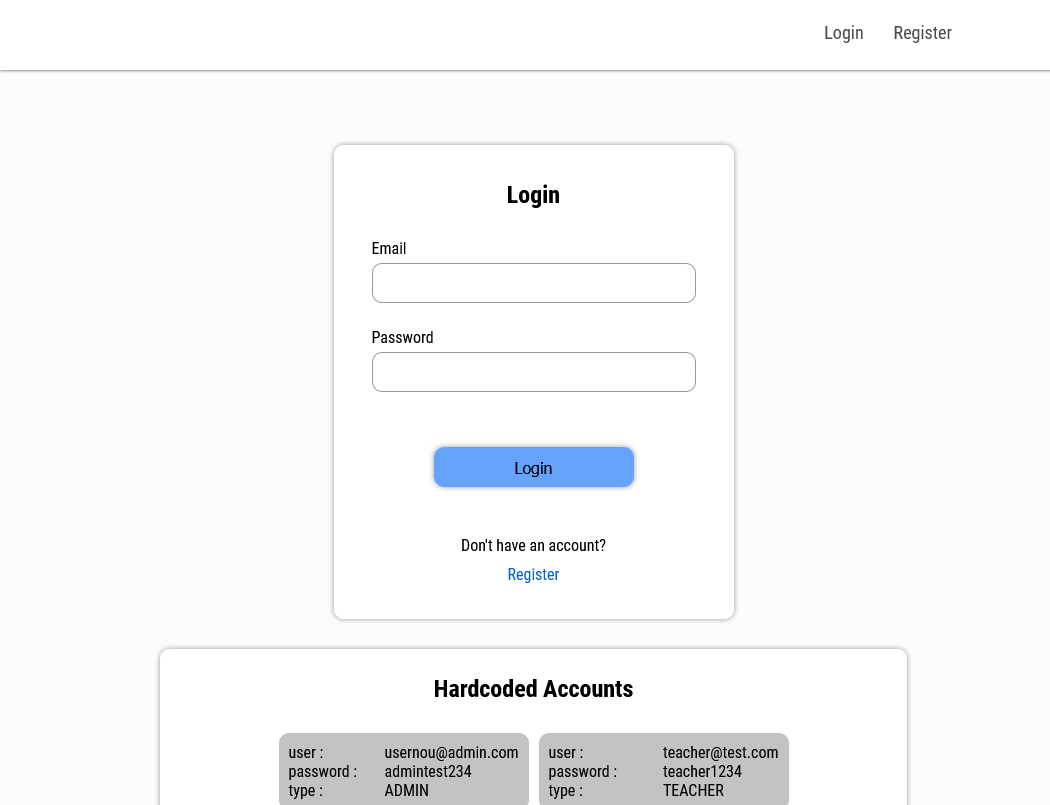 Login Register
Login
Email
Password
Login
Don't have an account?
Register
Hardcoded Accounts
user : usernou@admin.com
password : admintest234
type : ADMIN
user : teacher@test.com
password : teacher1234
type : TEACHER